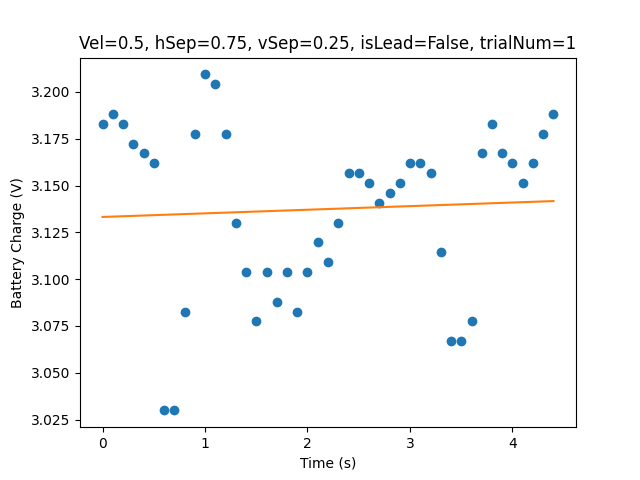 Vel=0.5, hSep=0.75, vSep=0.25, isLead=False, trialNum=1
3.200
3.175
3.150
3.125
3.100
3.075
3.050
3.025
Battery Charge (V)
0 1 2 3 4
Time (s)